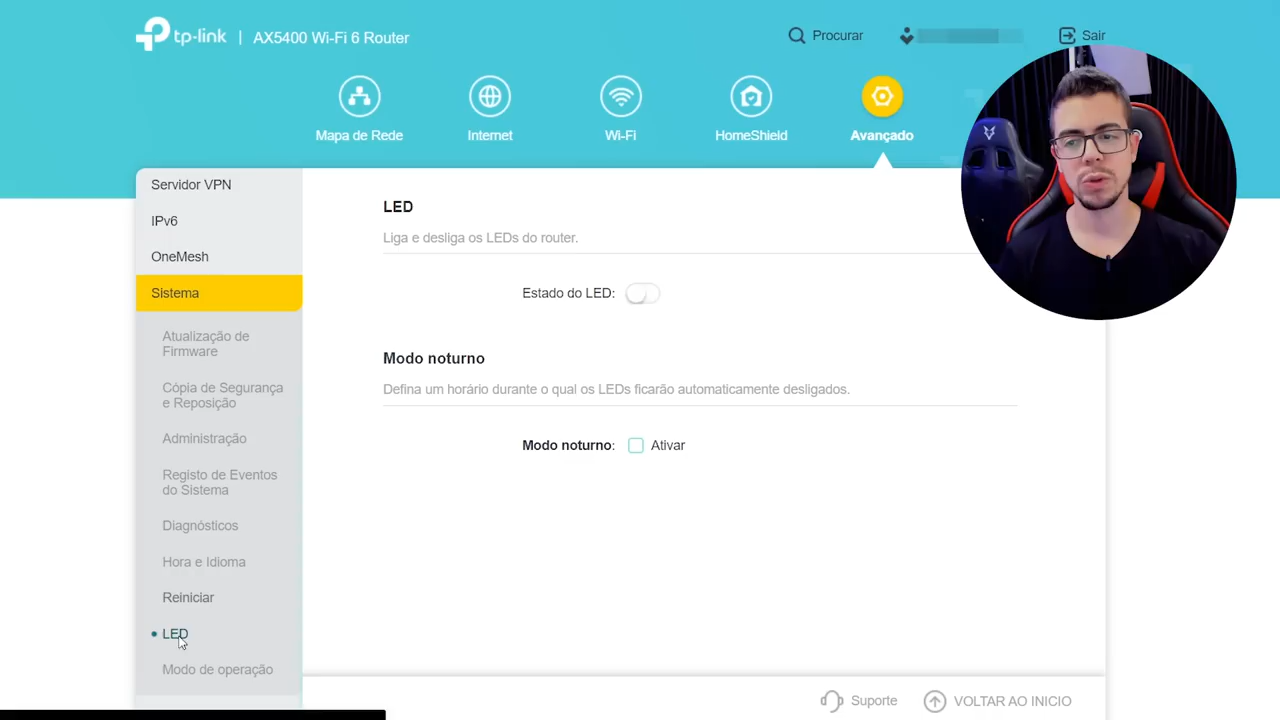 tp-link | AX5400 Wi-Fi 6 Router
Procurar
Sair
Mapa de Rede
Internet
Wi-Fi
HomeShield
Avançado
Servidor VPN
IPv6
OneMesh
Sistema
Atualização de
Firmware
Cópia de Segurança
e Reposição
Administração
Registo de Eventos
do Sistema
Diagnósticos
Hora e Idioma
Reiniciar
LED
Modo de operação
LED
Liga e desliga os LEDs do router.
Estado do LED:
Modo noturno
Defina um horário durante o qual os LEDs ficarão automaticamente desligados.
Modo noturno: Ativar
Suporte
VOLTAR AO INICIO